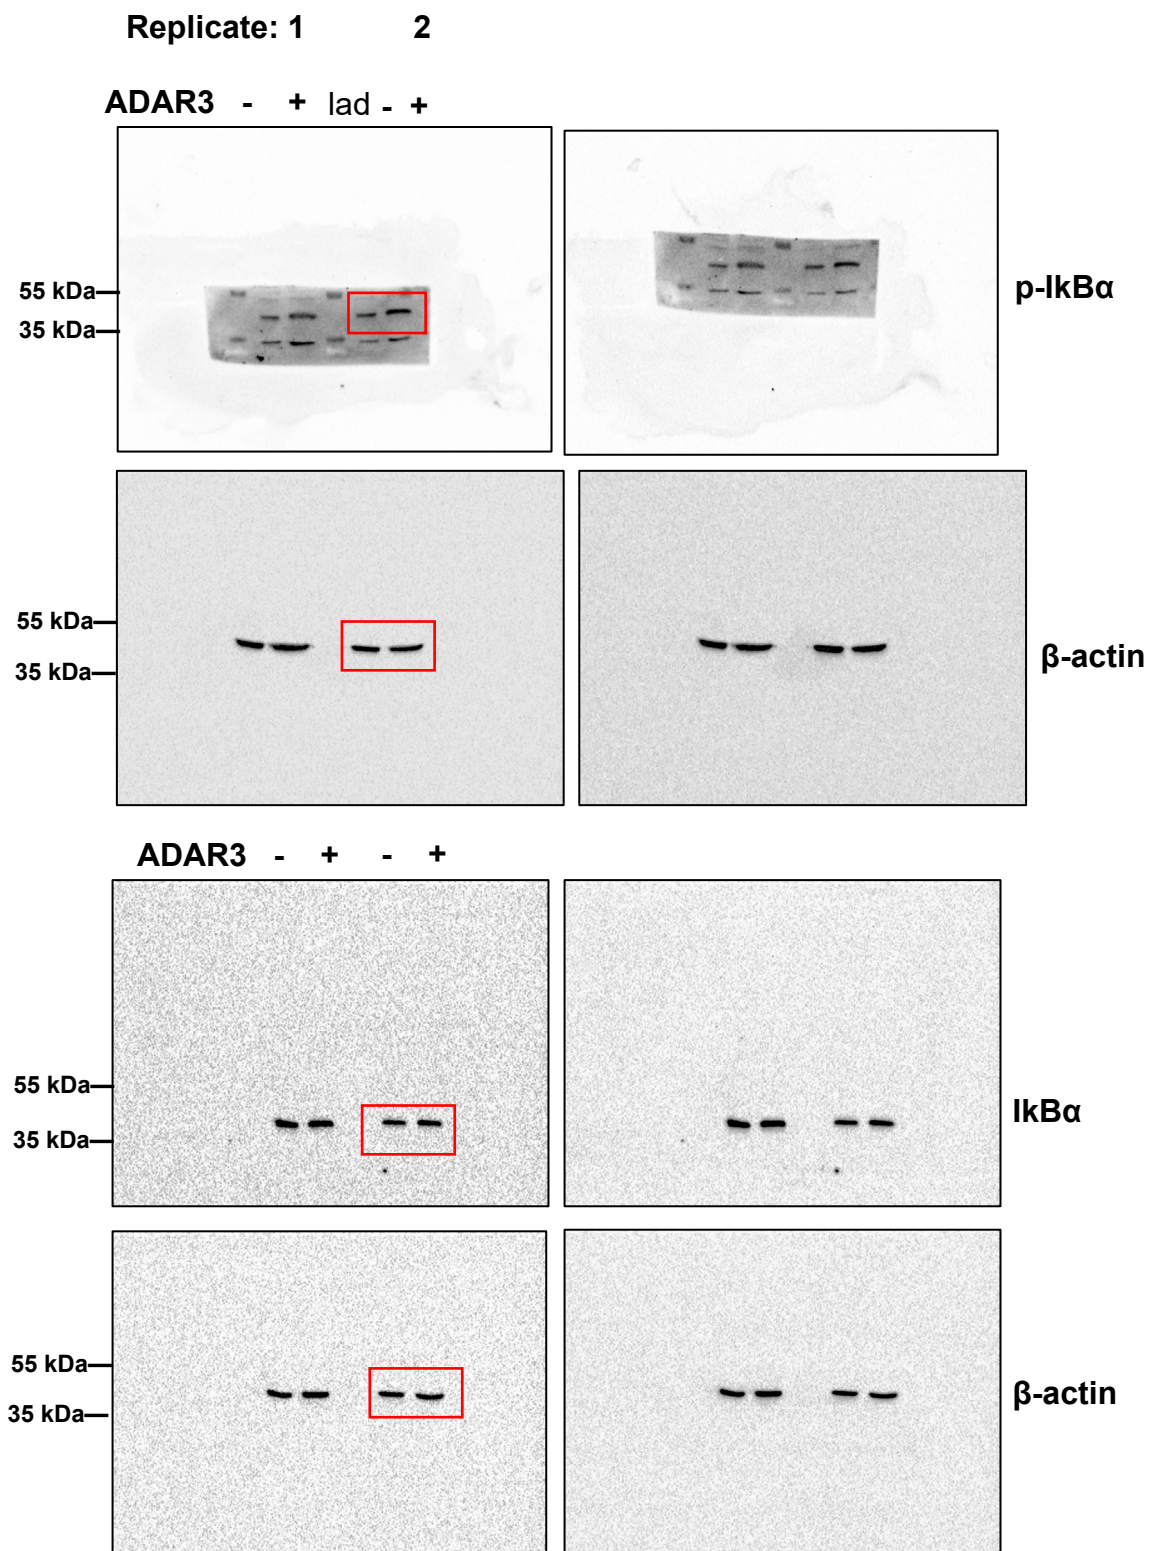 Replicate: 1 2
ADAR3 - + lad - +
55 kDa
35 kDa
p-IkBα
55 kDa
35 kDa
β-actin
ADAR3 - + - +
55 kDa
35 kDa
IkBα
55 kDa
35 kDa
β-actin